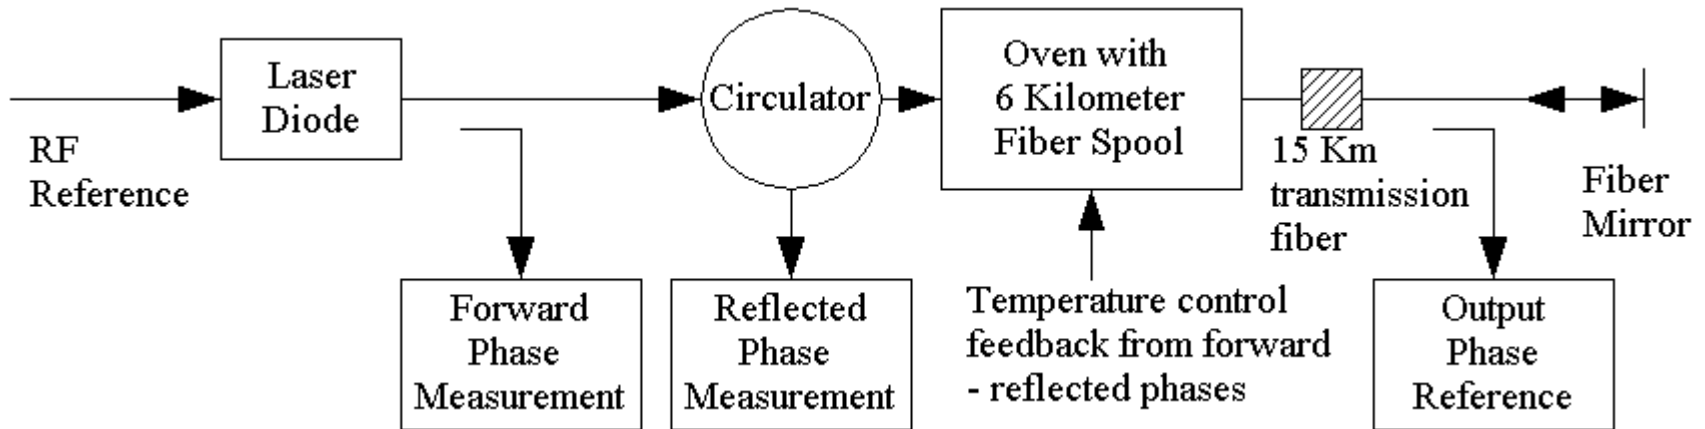 RF
Reference
Laser
Diode
Circulator
Oven with
6 Kilometer
Fiber Spool
15 Km
transmission
fiber
Fiber
Mirror
Forward
Phase
Measurement
Reflected
Phase
Measurement
Temperature control
feedback from forward
- reflected phases
Output
Phase
Reference